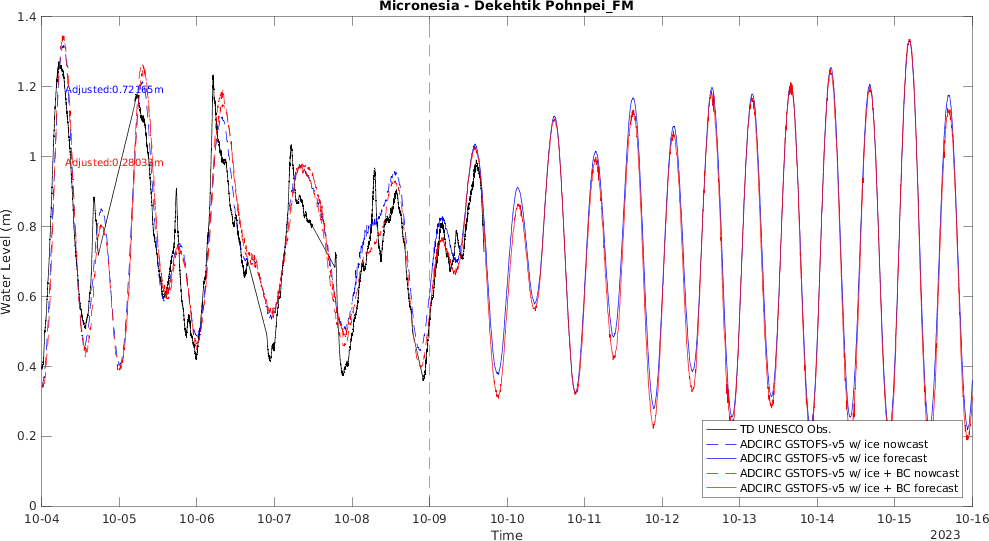 Micronesia - Dekehtik Pohnpei_FM
Water Level (m)
1.4
1.2
1
0.8
0.6
0.4
0.2
0
Adjusted:0.72165m
Adjusted:0.28032m
TD UNESCO Obs.
ADCIRC GSTOFS-v5 w/ ice nowcast
ADCIRC GSTOFS-v5 w/ ice forecast
ADCIRC GSTOFS-v5 w/ ice + BC nowcast
ADCIRC GSTOFS-v5 w/ ice + BC forecast
10-04 10-05 10-06 10-07 10-08 10-09 10-10 10-11 10-12 10-13 10-14 10-15 10-16
Time
2023